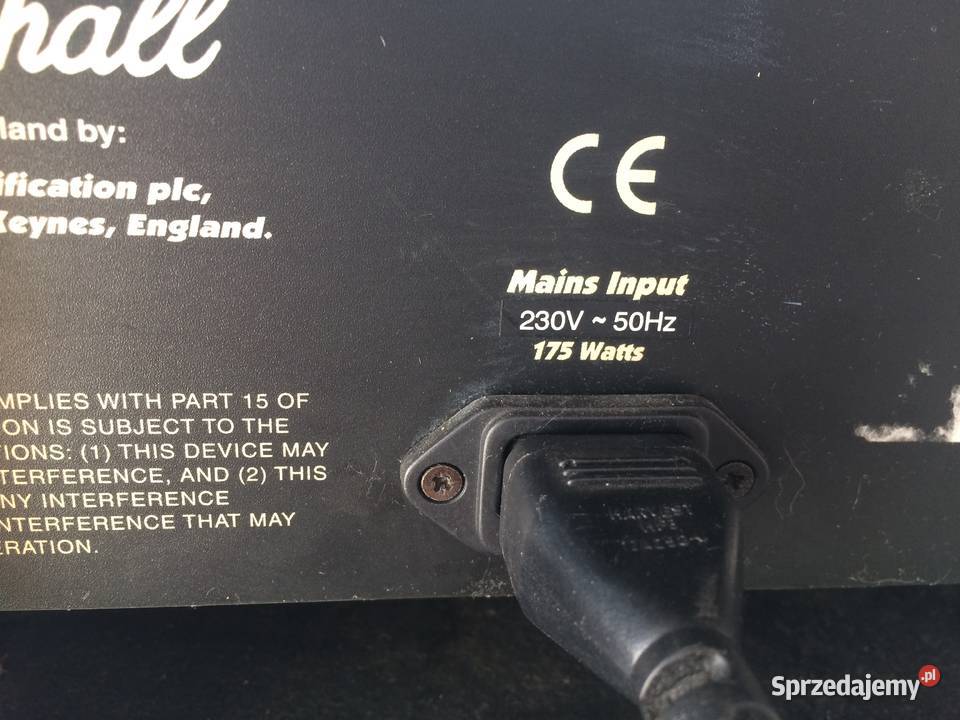 hall
land by:
ification plc,
Keynes, England.
CE
Mains Input
230V ~ 50Hz
175 Watts
MPLIES WITH PART 15 OF
ON IS SUBJECT TO THE
TIONS: (1) THIS DEVICE MAY
TERFERENCE, AND (2) THIS
NY INTERFERENCE
NTERFERENCE THAT MAY
ERATION.
HARVEST
Sprzedajemy.pl